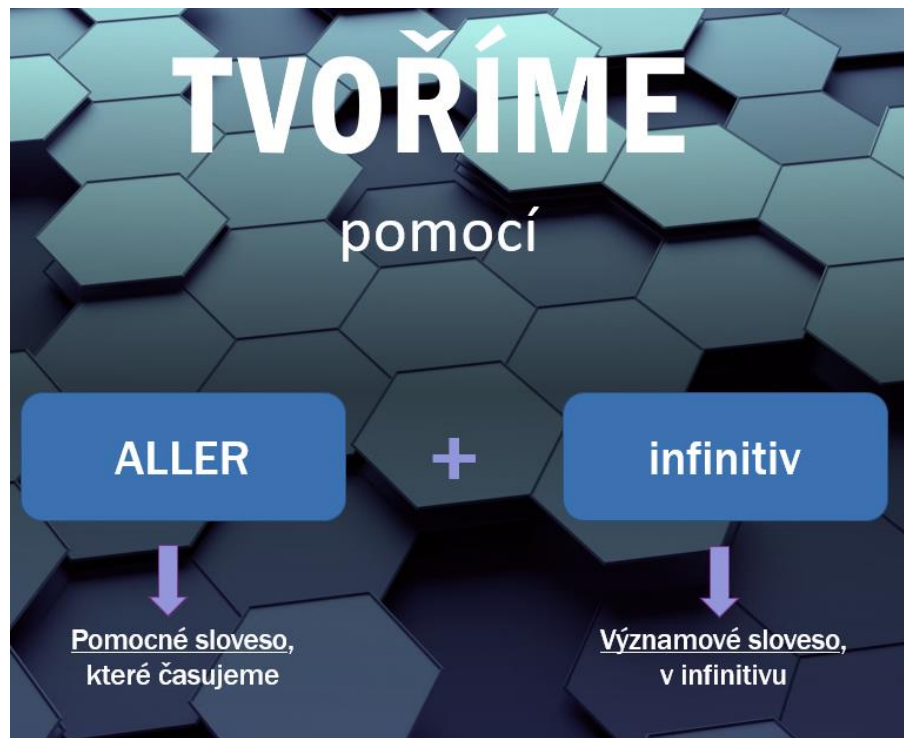 TVOŘÍME
pomocí
ALLER
+
infinitiv
Pomocné sloveso,
které časujeme
Významové sloveso,
v infinitivu